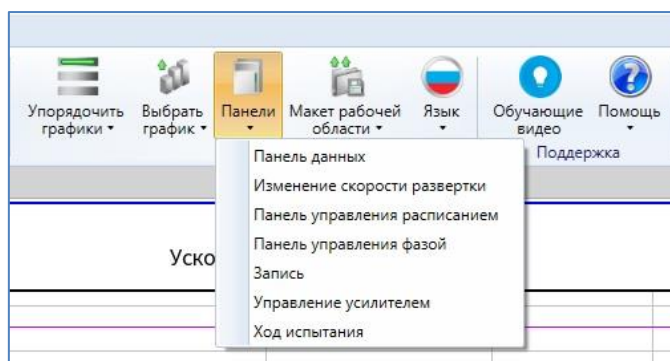 Упорядочить графики
Выбрать график
Панели
Макет рабочей области
Язык
Обучающие видео
Помощь
Поддержка
Панель данных
Изменение скорости развертки
Панель управления расписанием
Панель управления фазой
Запись
Управление усилителем
Ход испытания
Уско